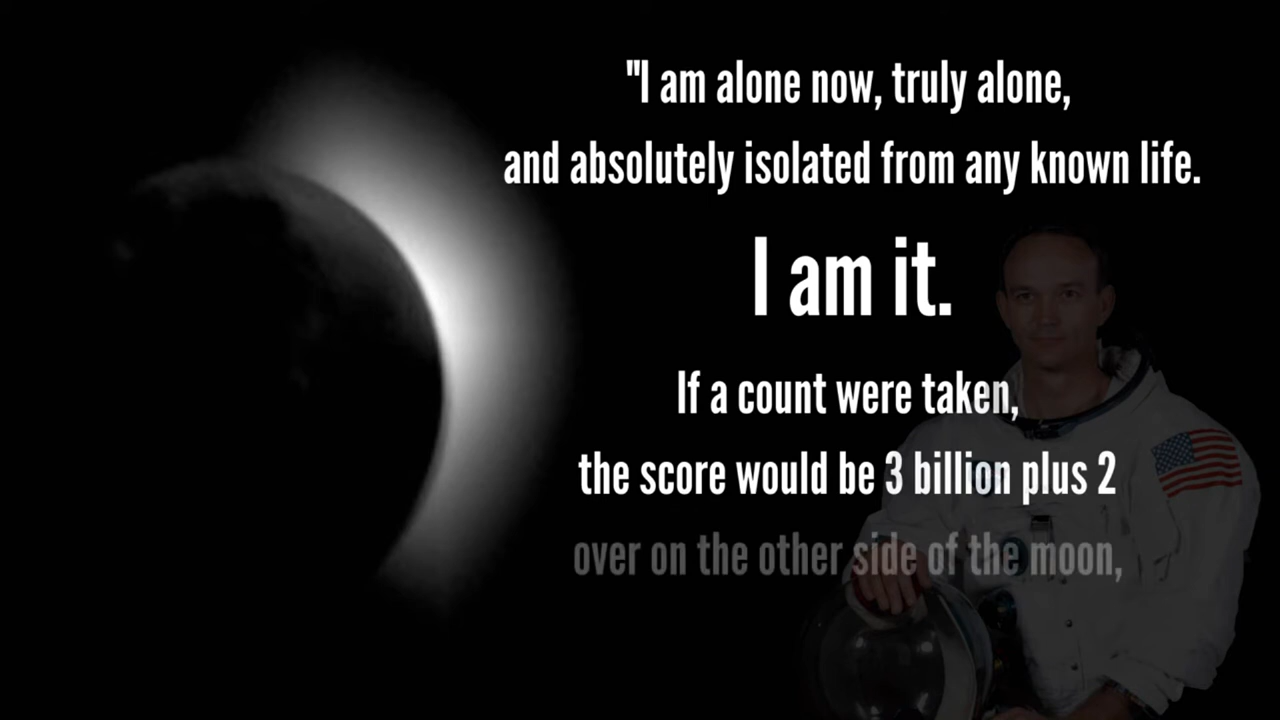 "I am alone now, truly alone,
and absolutely isolated from any known life.
I am it.
If a count were taken,
the score would be 3 billion plus 2
over on the other side of the moon,